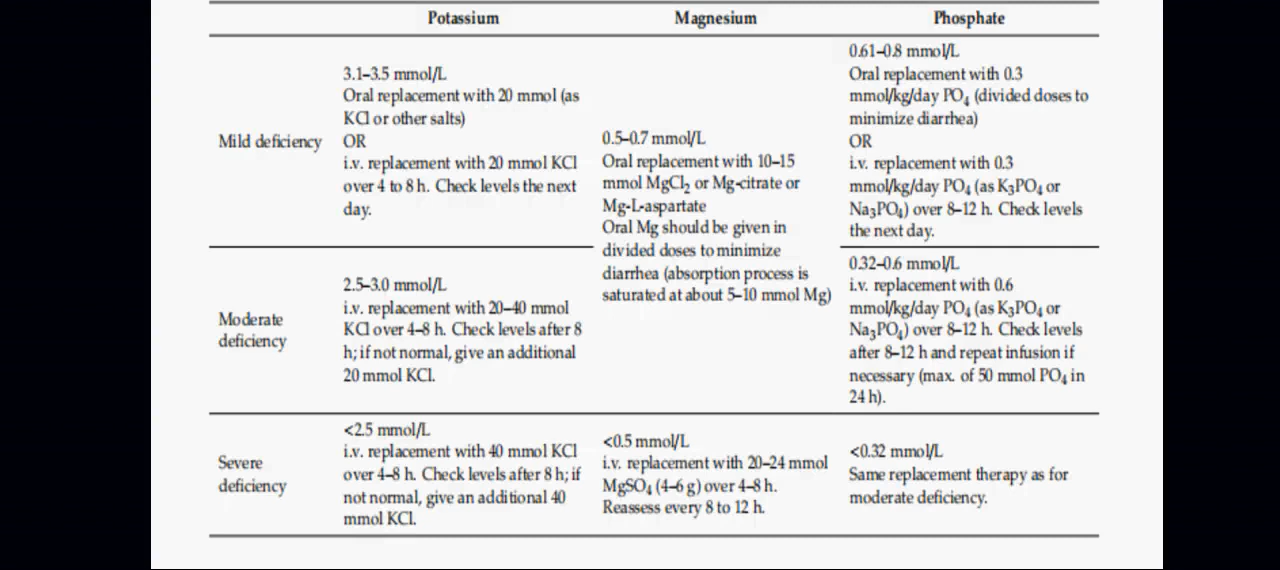 Potassium Magnesium Phosphate
Mild deficiency
3.1–3.5 mmol/L
Oral replacement with 20 mmol (as
KCl or other salts)
OR
i.v. replacement with 20 mmol KCl
over 4 to 8 h. Check levels the next
day.
0.5–0.7 mmol/L
Oral replacement with 10–15
mmol MgCl₂ or Mg-citrate or
Mg-L-aspartate
Oral Mg should be given in
divided doses to minimize
diarrhea (absorption process is
saturated at about 5–10 mmol Mg)
0.61–0.8 mmol/L
Oral replacement with 0.3
mmol/kg/day PO₄ (divided doses to
minimize diarrhea)
OR
i.v. replacement with 0.3
mmol/kg/day PO₄ (as K₃PO₄ or
Na₃PO₄) over 8–12 h. Check levels
the next day.
Moderate
deficiency
2.5–3.0 mmol/L
i.v. replacement with 20–40 mmol
KCl over 4–8 h. Check levels after 8
h; if not normal, give an additional
20 mmol KCl.
0.32–0.6 mmol/L
i.v. replacement with 0.6
mmol/kg/day PO₄ (as K₃PO₄ or
Na₃PO₄) over 8–12 h. Check levels
after 8–12 h and repeat infusion if
necessary (max. of 50 mmol PO₄ in
24 h).
Severe
deficiency
<2.5 mmol/L
i.v. replacement with 40 mmol KCl
over 4–8 h. Check levels after 8 h; if
not normal, give an additional 40
mmol KCl.
<0.5 mmol/L
i.v. replacement with 20–24 mmol
MgSO₄ (4–6 g) over 4–8 h.
Reassess every 8 to 12 h.
<0.32 mmol/L
Same replacement therapy as for
moderate deficiency.